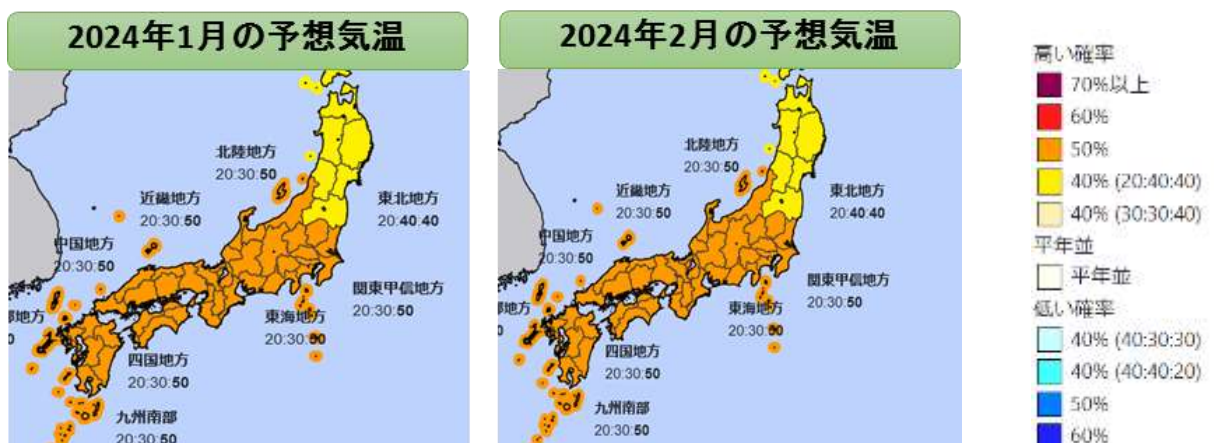 2024年1月の予想気温
北陸地方
20:30:50
近畿地方
20:30:50
東北地方
20:40:40
中国地方
20:30:50
関東甲信地方
20:30:50
部地方
0
東海地方
20:30:50
四国地方
20:30:50
九州南部
20:30:50
2024年2月の予想気温
北陸地方
20:30:50
近畿地方
20:30:50
東北地方
20:40:40
中国地方
20:30:50
関東甲信地方
20:30:50
部地方
0
東海地方
20:30:50
四国地方
20:30:50
九州南部
20:30:50
高い確率
70%以上
60%
50%
40% (20:40:40)
40% (30:30:40)
平年並
平年並
低い確率
40% (40:30:30)
40% (40:40:20)
50%
60%